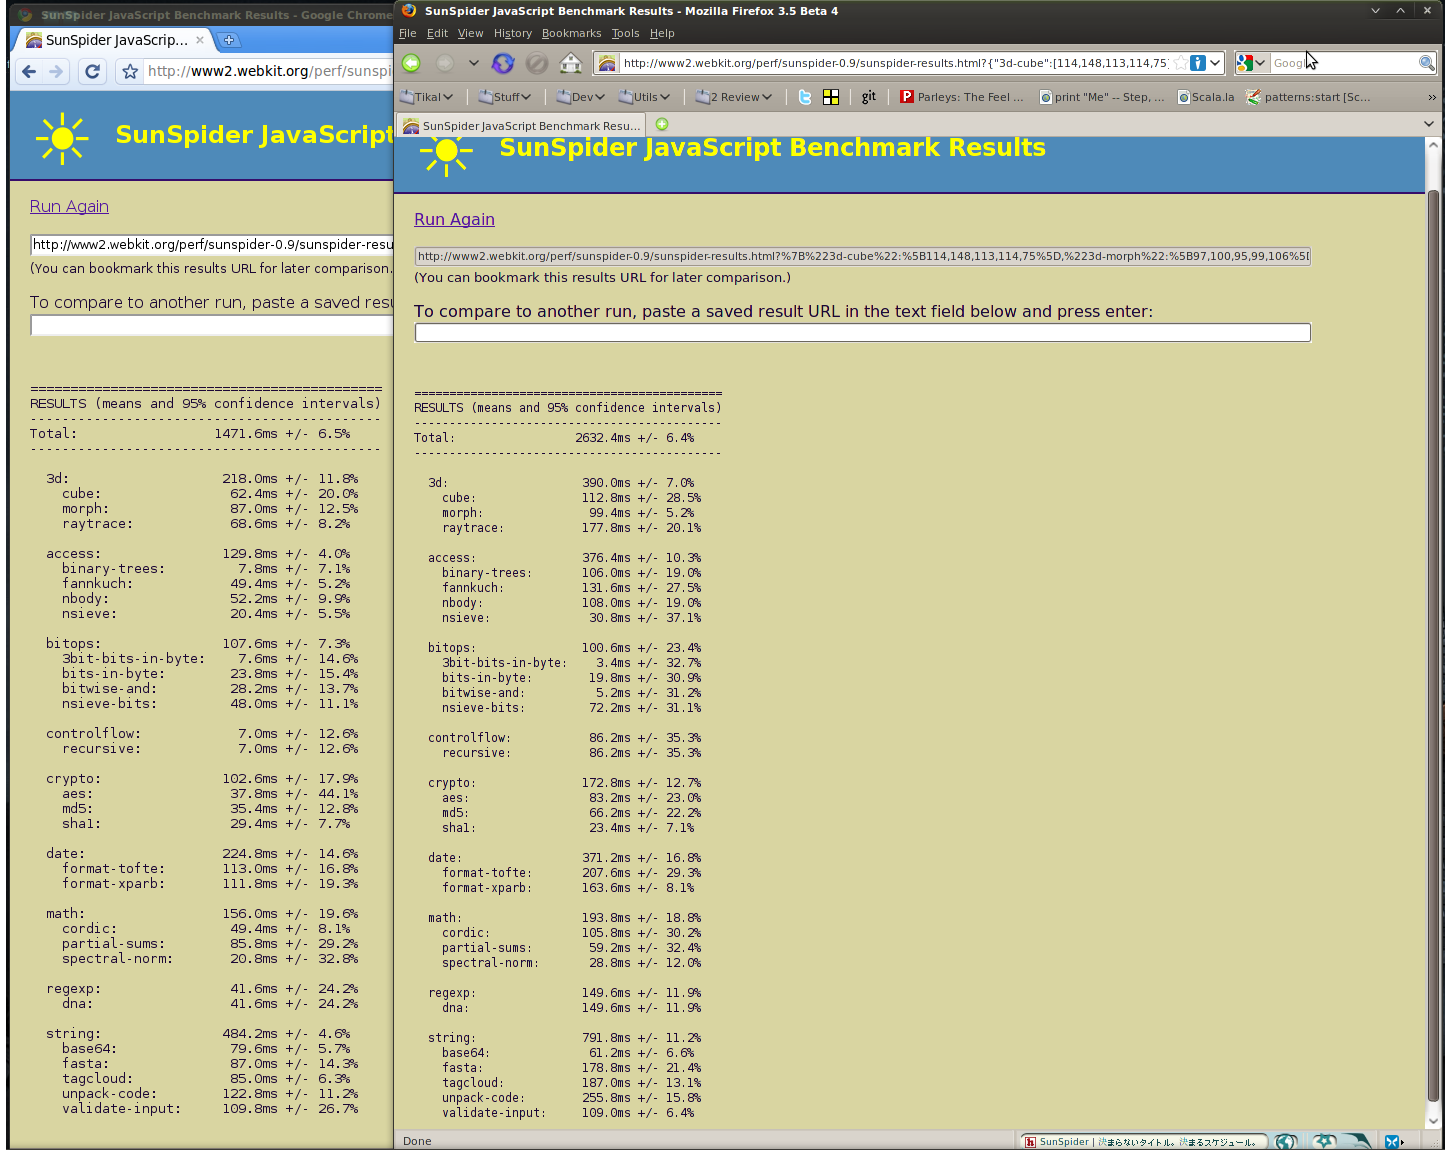 SunSpider JavaScript Benchmark Results - Google Chrome
SunSpider JavaScrip...
http://www2.webkit.org/perf/sunspi
SunSpider JavaScript
Run Again
http://www2.webkit.org/perf/sunspider-0.9/sunspider-resu
(You can bookmark this results URL for later comparison.
To compare to another run, paste a saved resu
============================================
RESULTS (means and 95% confidence intervals)
--------------------------------------------
Total: 1471.6ms +/- 6.5%
--------------------------------------------
3d: 218.0ms +/- 11.8%
cube: 62.4ms +/- 20.0%
morph: 87.0ms +/- 12.5%
raytrace: 68.6ms +/- 8.2%
access: 129.8ms +/- 4.0%
binary-trees: 7.8ms +/- 7.1%
fannkuch: 49.4ms +/- 5.2%
nbody: 52.2ms +/- 9.9%
nsieve: 20.4ms +/- 5.5%
bitops: 107.6ms +/- 7.3%
3bit-bits-in-byte: 7.6ms +/- 14.6%
bits-in-byte: 23.8ms +/- 15.4%
bitwise-and: 28.2ms +/- 13.7%
nsieve-bits: 48.0ms +/- 11.1%
controlflow: 7.0ms +/- 12.6%
recursive: 7.0ms +/- 12.6%
crypto: 102.6ms +/- 17.9%
aes: 37.8ms +/- 44.1%
md5: 35.4ms +/- 12.8%
sha1: 29.4ms +/- 7.7%
date: 224.8ms +/- 14.6%
format-tofte: 113.0ms +/- 16.8%
format-xparb: 111.8ms +/- 19.3%
math: 156.0ms +/- 19.6%
cordic: 49.4ms +/- 8.1%
partial-sums: 85.8ms +/- 29.2%
spectral-norm: 20.8ms +/- 32.8%
regexp: 41.6ms +/- 24.2%
dna: 41.6ms +/- 24.2%
string: 484.2ms +/- 4.6%
base64: 79.6ms +/- 5.7%
fasta: 87.0ms +/- 14.3%
tagcloud: 85.0ms +/- 6.3%
unpack-code: 122.8ms +/- 11.2%
validate-input: 109.8ms +/- 26.7%
SunSpider JavaScript Benchmark Results - Mozilla Firefox 3.5 Beta 4
File Edit View History Bookmarks Tools Help
http://www2.webkit.org/perf/sunspider-0.9/sunspider-results.html?{"3d-cube":[114,148,113,114,75]
Google
Tikal Stuff Dev Utils 2 Review git Parleys: The Feel ... print "Me" -- Step, ... Scala.la patterns:start [Sc... »
SunSpider JavaScript Benchmark Resu...
SunSpider JavaScript Benchmark Results
Run Again
http://www2.webkit.org/perf/sunspider-0.9/sunspider-results.html?%7B%223d-cube%22:%5B114,148,113,114,75%5D,%223d-morph%22:%5B97,100,95,99,106%5D
(You can bookmark this results URL for later comparison.)
To compare to another run, paste a saved result URL in the text field below and press enter:
============================================
RESULTS (means and 95% confidence intervals)
--------------------------------------------
Total: 2632.4ms +/- 6.4%
--------------------------------------------
3d: 390.0ms +/- 7.0%
cube: 112.8ms +/- 28.5%
morph: 99.4ms +/- 5.2%
raytrace: 177.8ms +/- 20.1%
access: 376.4ms +/- 10.3%
binary-trees: 106.0ms +/- 19.0%
fannkuch: 131.6ms +/- 27.5%
nbody: 108.0ms +/- 19.0%
nsieve: 30.8ms +/- 37.1%
bitops: 100.6ms +/- 23.4%
3bit-bits-in-byte: 3.4ms +/- 32.7%
bits-in-byte: 19.8ms +/- 30.9%
bitwise-and: 5.2ms +/- 31.2%
nsieve-bits: 72.2ms +/- 31.1%
controlflow: 86.2ms +/- 35.3%
recursive: 86.2ms +/- 35.3%
crypto: 172.8ms +/- 12.7%
aes: 83.2ms +/- 23.0%
md5: 66.2ms +/- 22.2%
sha1: 23.4ms +/- 7.1%
date: 371.2ms +/- 16.8%
format-tofte: 207.6ms +/- 29.3%
format-xparb: 163.6ms +/- 8.1%
math: 193.8ms +/- 18.8%
cordic: 105.8ms +/- 30.2%
partial-sums: 59.2ms +/- 32.4%
spectral-norm: 28.8ms +/- 12.0%
regexp: 149.6ms +/- 11.9%
dna: 149.6ms +/- 11.9%
string: 791.8ms +/- 11.2%
base64: 61.2ms +/- 6.6%
fasta: 178.8ms +/- 21.4%
tagcloud: 187.0ms +/- 13.1%
unpack-code: 255.8ms +/- 15.8%
validate-input: 109.0ms +/- 6.4%
Done
SunSpider | 決まらないタイトル。決まるスケジュール。